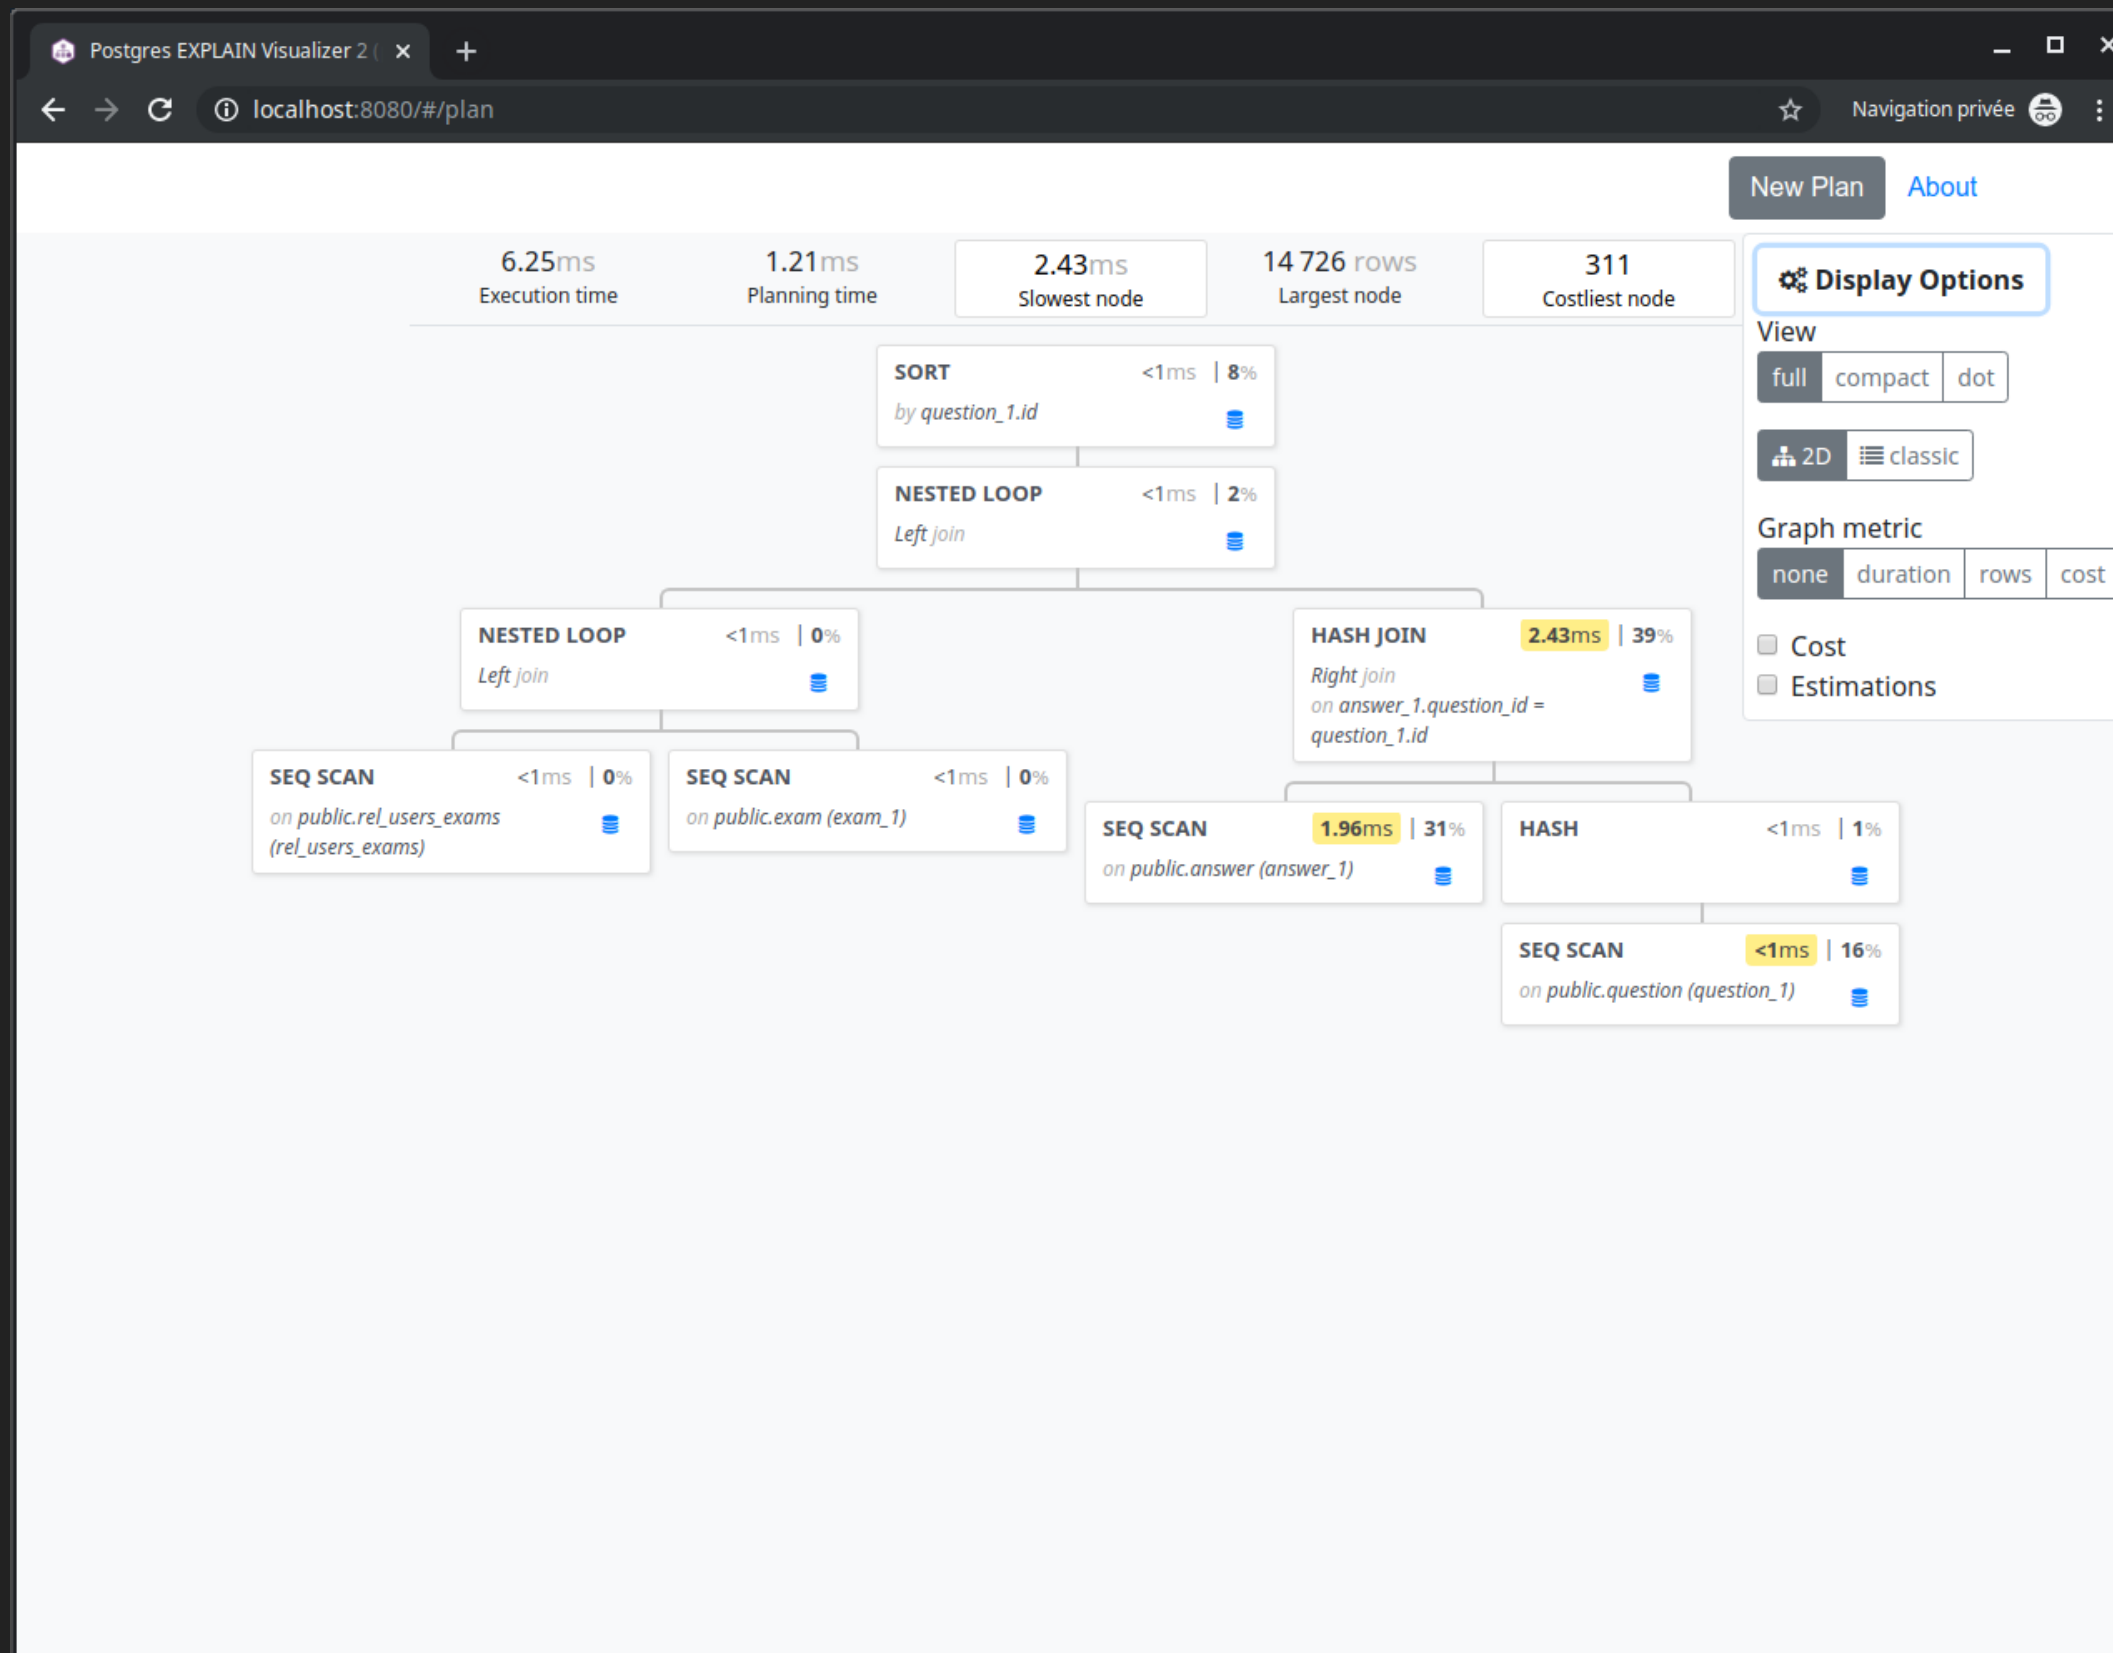 Postgres EXPLAIN Visualizer 2 (
localhost:8080/#/plan
Navigation privée
New Plan About
6.25ms 1.21ms 2.43ms 14 726 rows 311
Execution time Planning time Slowest node Largest node Costliest node
Display Options
View
full compact dot
2D classic
Graph metric
none duration rows cost
Cost
Estimations
SORT <1ms | 8%
by question_1.id
NESTED LOOP <1ms | 2%
Left join
NESTED LOOP <1ms | 0%
Left join
HASH JOIN 2.43ms | 39%
Right join
on answer_1.question_id =
question_1.id
SEQ SCAN <1ms | 0%
on public.rel_users_exams
(rel_users_exams)
SEQ SCAN <1ms | 0%
on public.exam (exam_1)
SEQ SCAN 1.96ms | 31%
on public.answer (answer_1)
HASH <1ms | 1%
SEQ SCAN <1ms | 16%
on public.question (question_1)